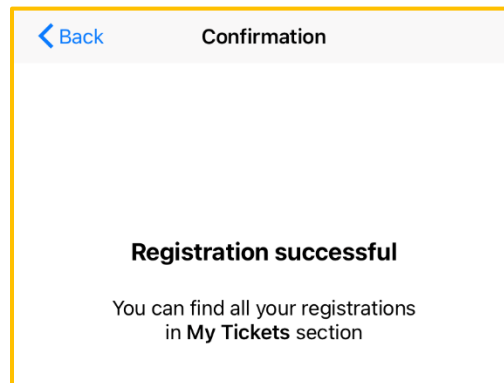 Back Confirmation
Registration successful
You can find all your registrations
in My Tickets section